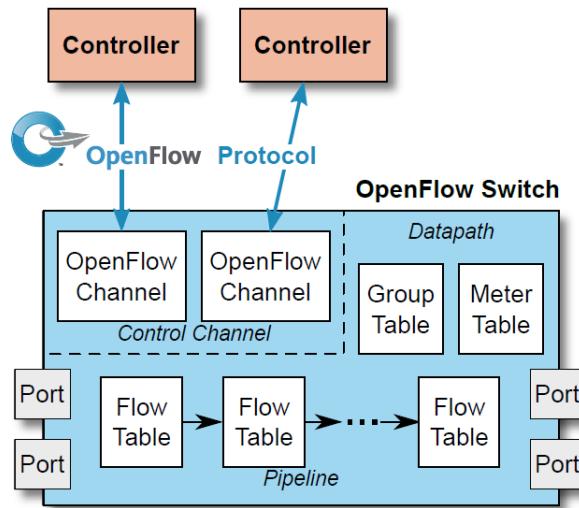 Controller
Controller
OpenFlow Protocol
™
OpenFlow Switch
Datapath
OpenFlow
Channel
OpenFlow
Channel
Control Channel
Group
Table
Meter
Table
Port
Port
Flow
Table
Flow
Table
...
Flow
Table
Port
Port
Pipeline